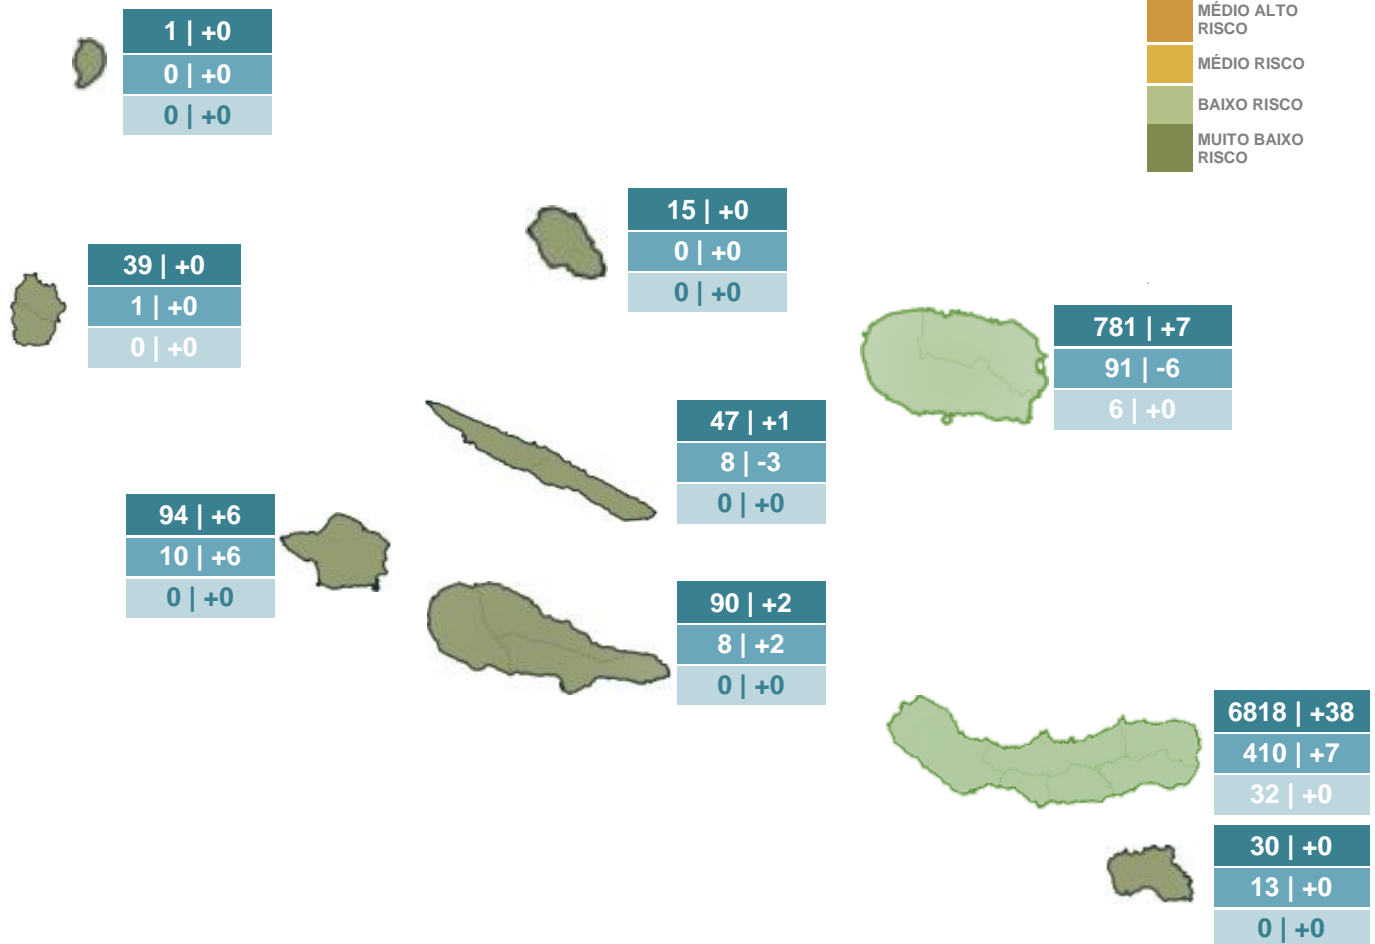 MÉDIO ALTO
RISCO
MÉDIO RISCO
BAIXO RISCO
MUITO BAIXO
RISCO
1 | +0
0 | +0
0 | +0
15 | +0
0 | +0
0 | +0
39 | +0
1 | +0
0 | +0
781 | +7
91 | -6
6 | +0
47 | +1
8 | -3
0 | +0
94 | +6
10 | +6
0 | +0
90 | +2
8 | +2
0 | +0
6818 | +38
410 | +7
32 | +0
30 | +0
13 | +0
0 | +0